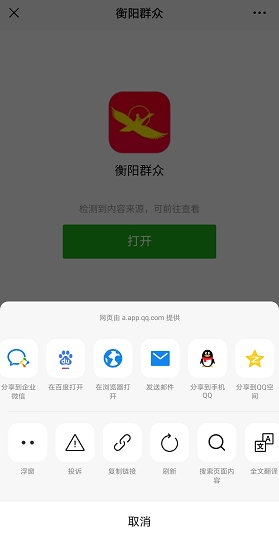 衡阳群众
衡阳群众
检测到内容来源，可前往查看
打开
网页由 a.app.qq.com 提供
分享到企业
微信
在百度打开
在浏览器打
开
发送邮件
分享到手机
QQ
分享到QQ空
间
浮窗
投诉
复制链接
刷新
搜索页面内
容
全文翻译
取消